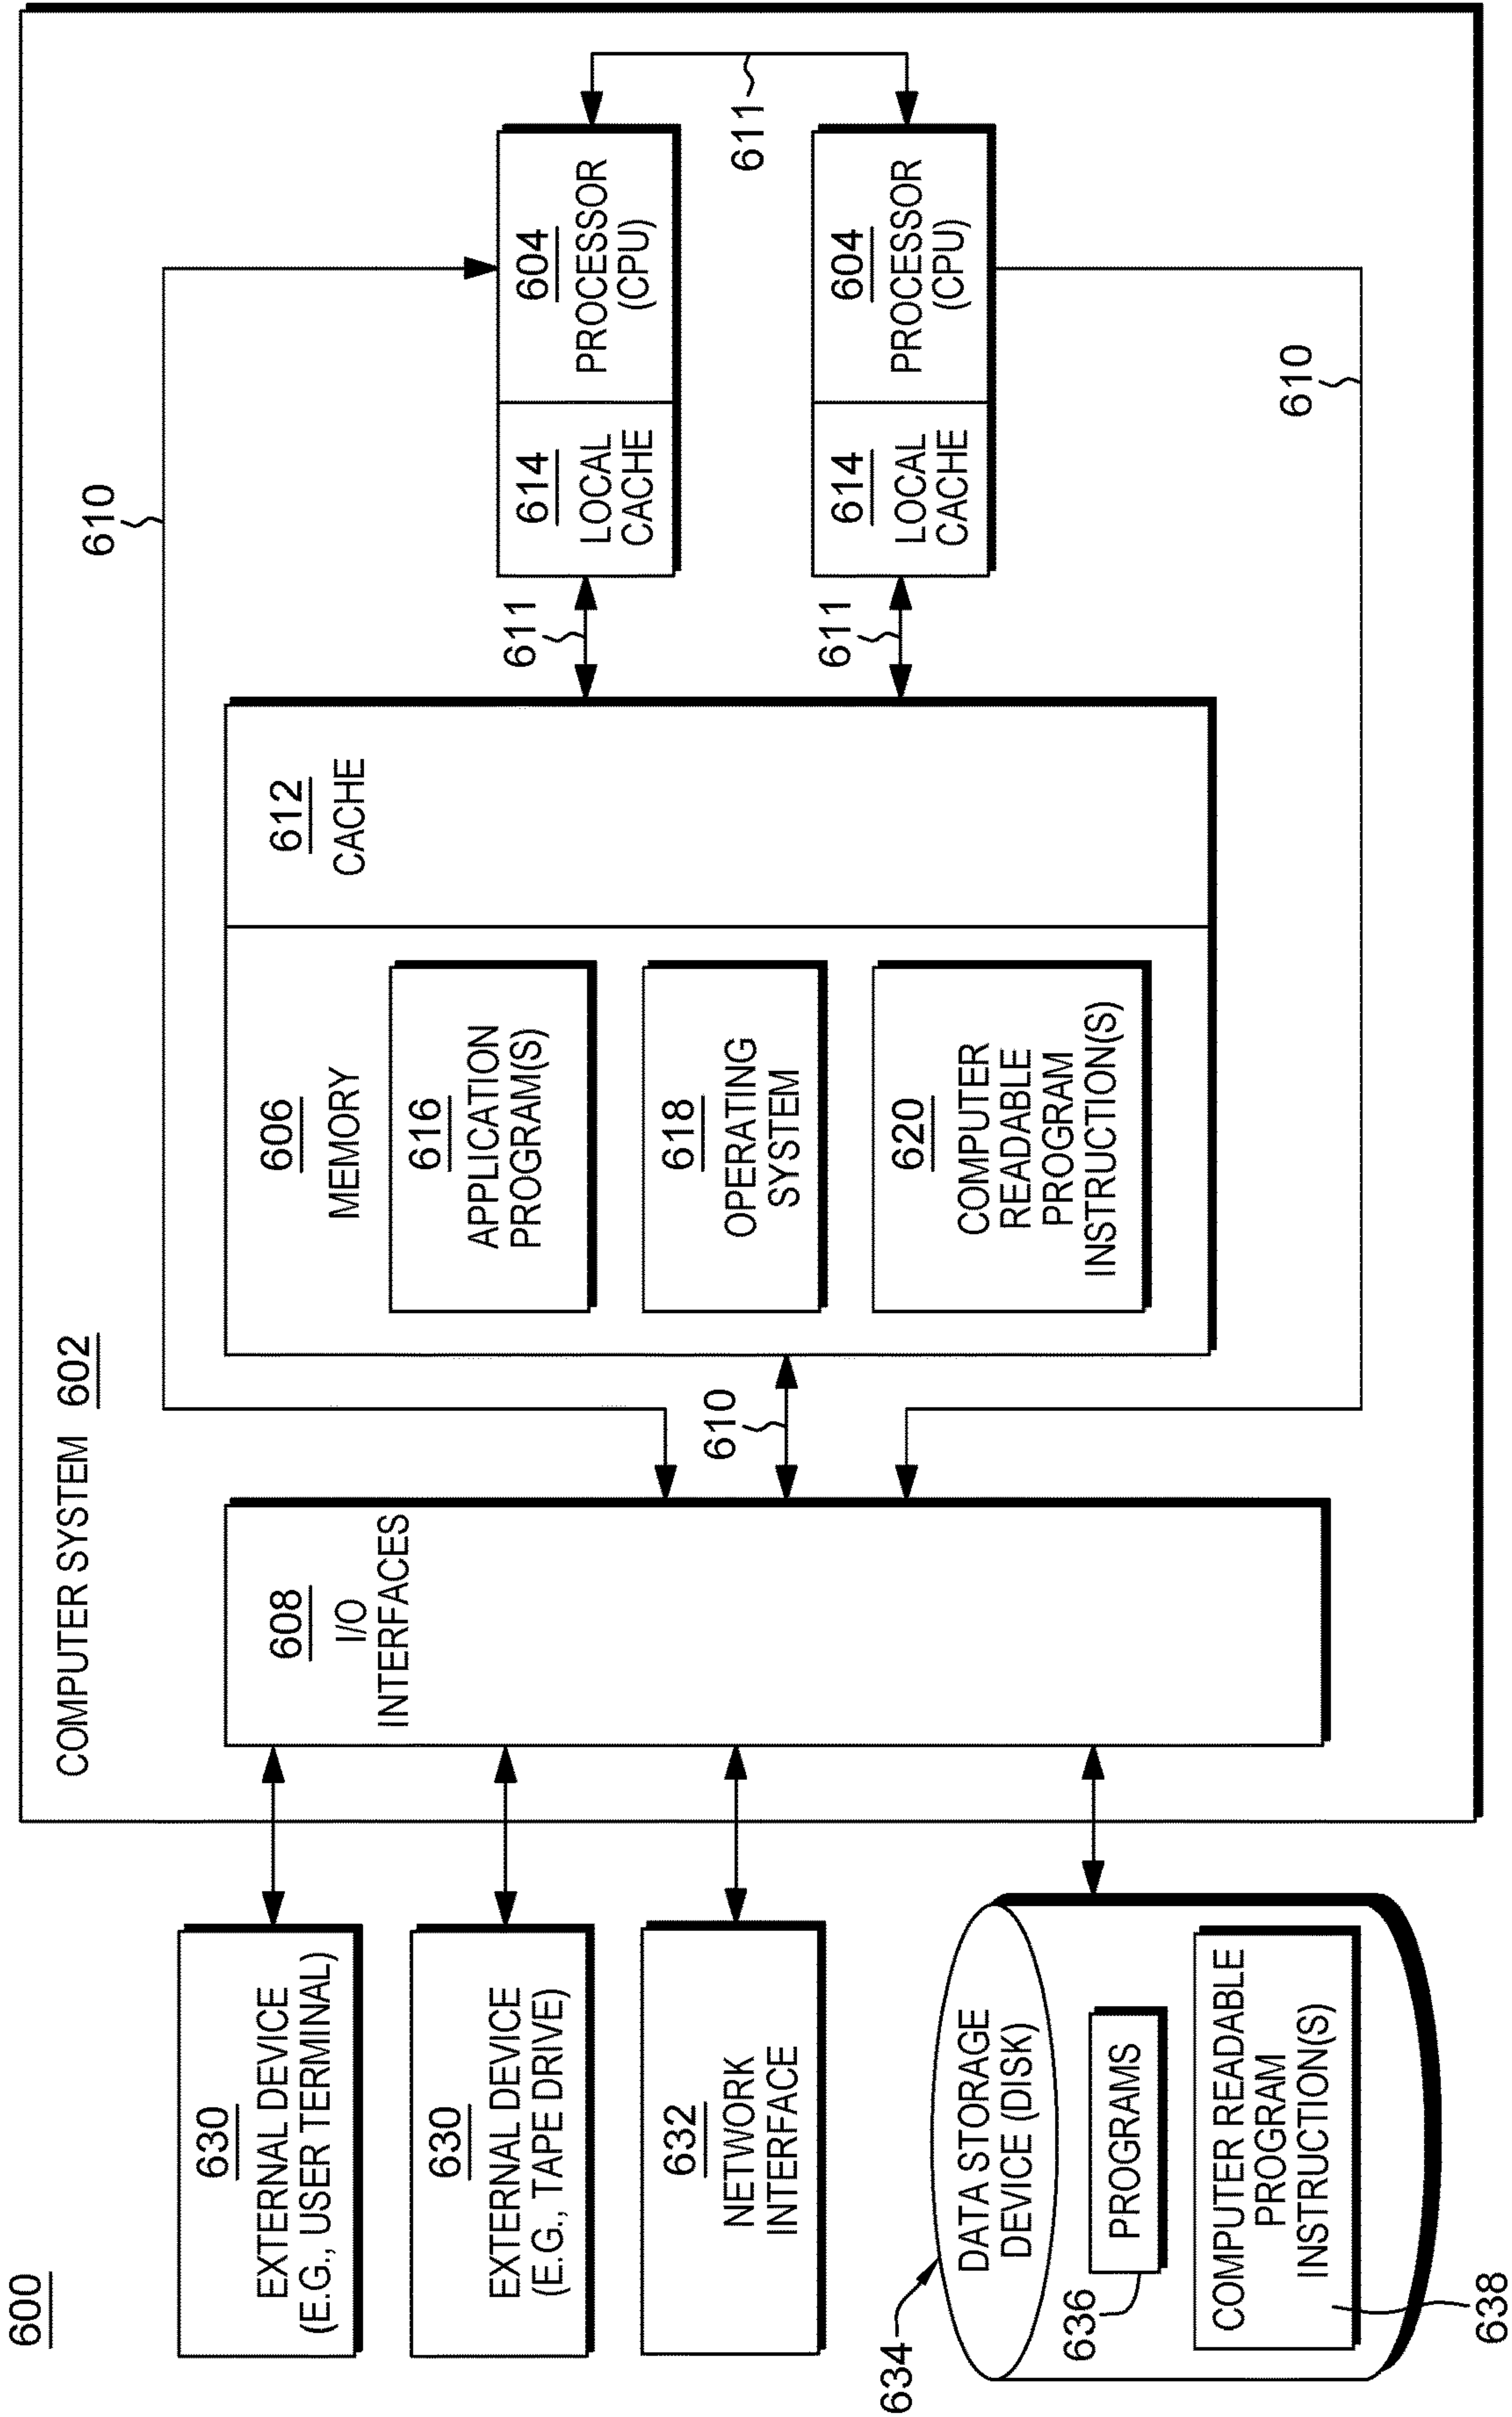 600
COMPUTER SYSTEM 602
630
EXTERNAL DEVICE
(E.G., USER TERMINAL)
630
EXTERNAL DEVICE
(E.G., TAPE DRIVE)
632
NETWORK
INTERFACE
634
DATA STORAGE
DEVICE (DISK)
636
PROGRAMS
COMPUTER READABLE
PROGRAM
INSTRUCTION(S)
638
608
I/O
INTERFACES
610
610
610
606
MEMORY
616
APPLICATION
PROGRAM(S)
618
OPERATING
SYSTEM
620
COMPUTER
READABLE
PROGRAM
INSTRUCTION(S)
612
CACHE
611
611
614
LOCAL
CACHE
604
PROCESSOR
(CPU)
614
LOCAL
CACHE
604
PROCESSOR
(CPU)
611